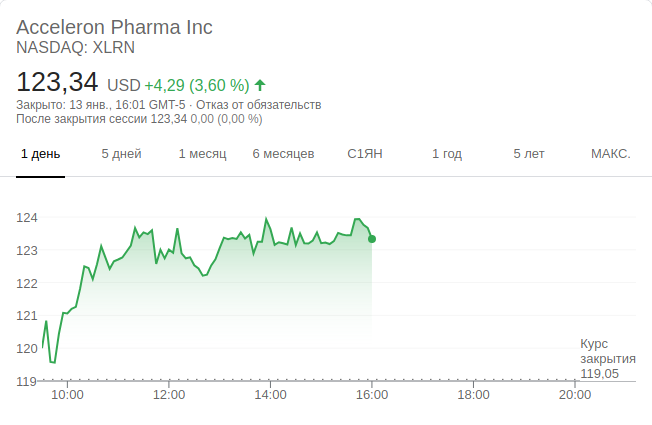 Acceleron Pharma Inc
NASDAQ: XLRN
123,34 USD +4,29 (3,60 %)
Закрыто: 13 янв., 16:01 GMT-5 · Отказ от обязательств
После закрытия сессии 123,34 0,00 (0,00 %)
1 день 5 дней 1 месяц 6 месяцев С1ЯН 1 год 5 лет МАКС.
124
123
122
121
120
119
Курс
закрытия
119,05
10:00 12:00 14:00 16:00 18:00 20:00